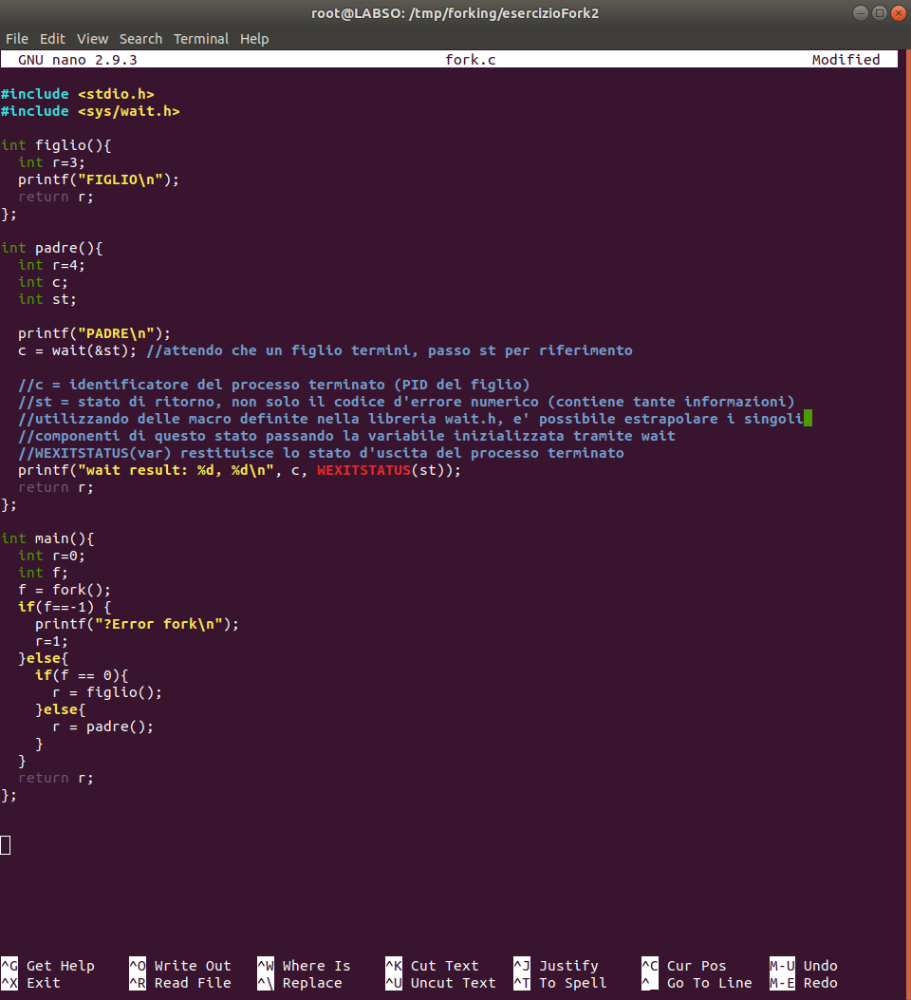 root@LABSO: /tmp/forking/esercizioFork2
File Edit View Search Terminal Help
GNU nano 2.9.3 fork.c Modified
#include <stdio.h>
#include <sys/wait.h>
int figlio(){
  int r=3;
  printf("FIGLIO\n");
  return r;
};
int padre(){
  int r=4;
  int c;
  int st;
  printf("PADRE\n");
  c = wait(&st); //attendo che un figlio termini, passo st per riferimento
  //c = identificatore del processo terminato (PID del figlio)
  //st = stato di ritorno, non solo il codice d'errore numerico (contiene tante informazioni)
  //utilizzando delle macro definite nella libreria wait.h, e' possibile estrapolare i singoli
  //componenti di questo stato passando la variabile inizializzata tramite wait
  //WEXITSTATUS(var) restituisce lo stato d'uscita del processo terminato
  printf("wait result: %d, %d\n", c, WEXITSTATUS(st));
  return r;
};
int main(){
  int r=0;
  int f;
  f = fork();
  if(f==-1) {
    printf("?Error fork\n");
    r=1;
  }else{
    if(f == 0){
      r = figlio();
    }else{
      r = padre();
    }
  }
  return r;
};
^G Get Help ^O Write Out ^W Where Is ^K Cut Text ^J Justify ^C Cur Pos M-U Undo
^X Exit ^R Read File ^\ Replace ^U Uncut Text ^T To Spell ^_ Go To Line M-E Redo